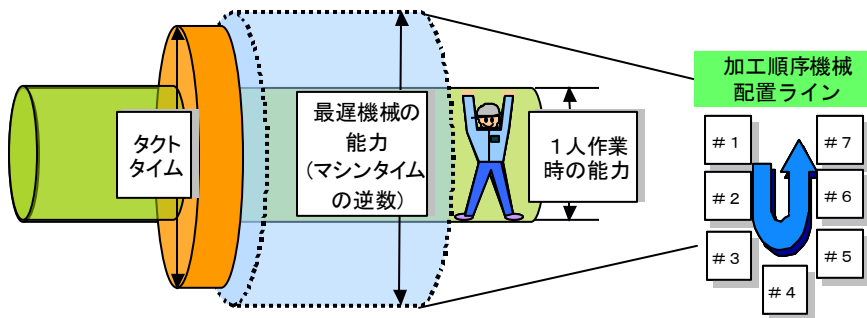 タクト
タイム
最遅機械の
能力
(マシンタイム
の逆数)
１人作業
時の能力
加工順序機械
配置ライン
＃１
＃２
＃３
＃４
＃５
＃６
＃７